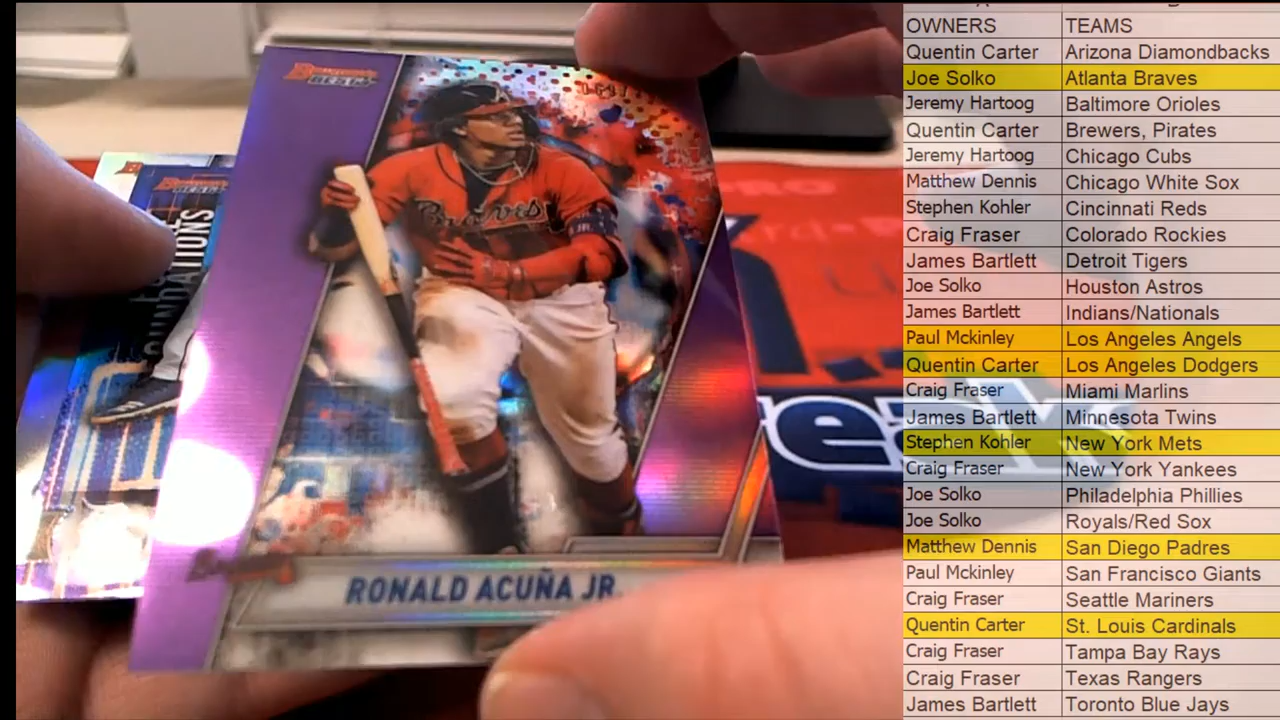 BOWMAN'S
BEST
Braves
JR.
RONALD ACUÑA JR.
BOWMAN'S
BEST
UNDATIONS
PRO
OWNERS TEAMS
Quentin Carter Arizona Diamondbacks
Joe Solko Atlanta Braves
Jeremy Hartoog Baltimore Orioles
Quentin Carter Brewers, Pirates
Jeremy Hartoog Chicago Cubs
Matthew Dennis Chicago White Sox
Stephen Kohler Cincinnati Reds
Craig Fraser Colorado Rockies
James Bartlett Detroit Tigers
Joe Solko Houston Astros
James Bartlett Indians/Nationals
Paul Mckinley Los Angeles Angels
Quentin Carter Los Angeles Dodgers
Craig Fraser Miami Marlins
James Bartlett Minnesota Twins
Stephen Kohler New York Mets
Craig Fraser New York Yankees
Joe Solko Philadelphia Phillies
Joe Solko Royals/Red Sox
Matthew Dennis San Diego Padres
Paul Mckinley San Francisco Giants
Craig Fraser Seattle Mariners
Quentin Carter St. Louis Cardinals
Craig Fraser Tampa Bay Rays
Craig Fraser Texas Rangers
James Bartlett Toronto Blue Jays